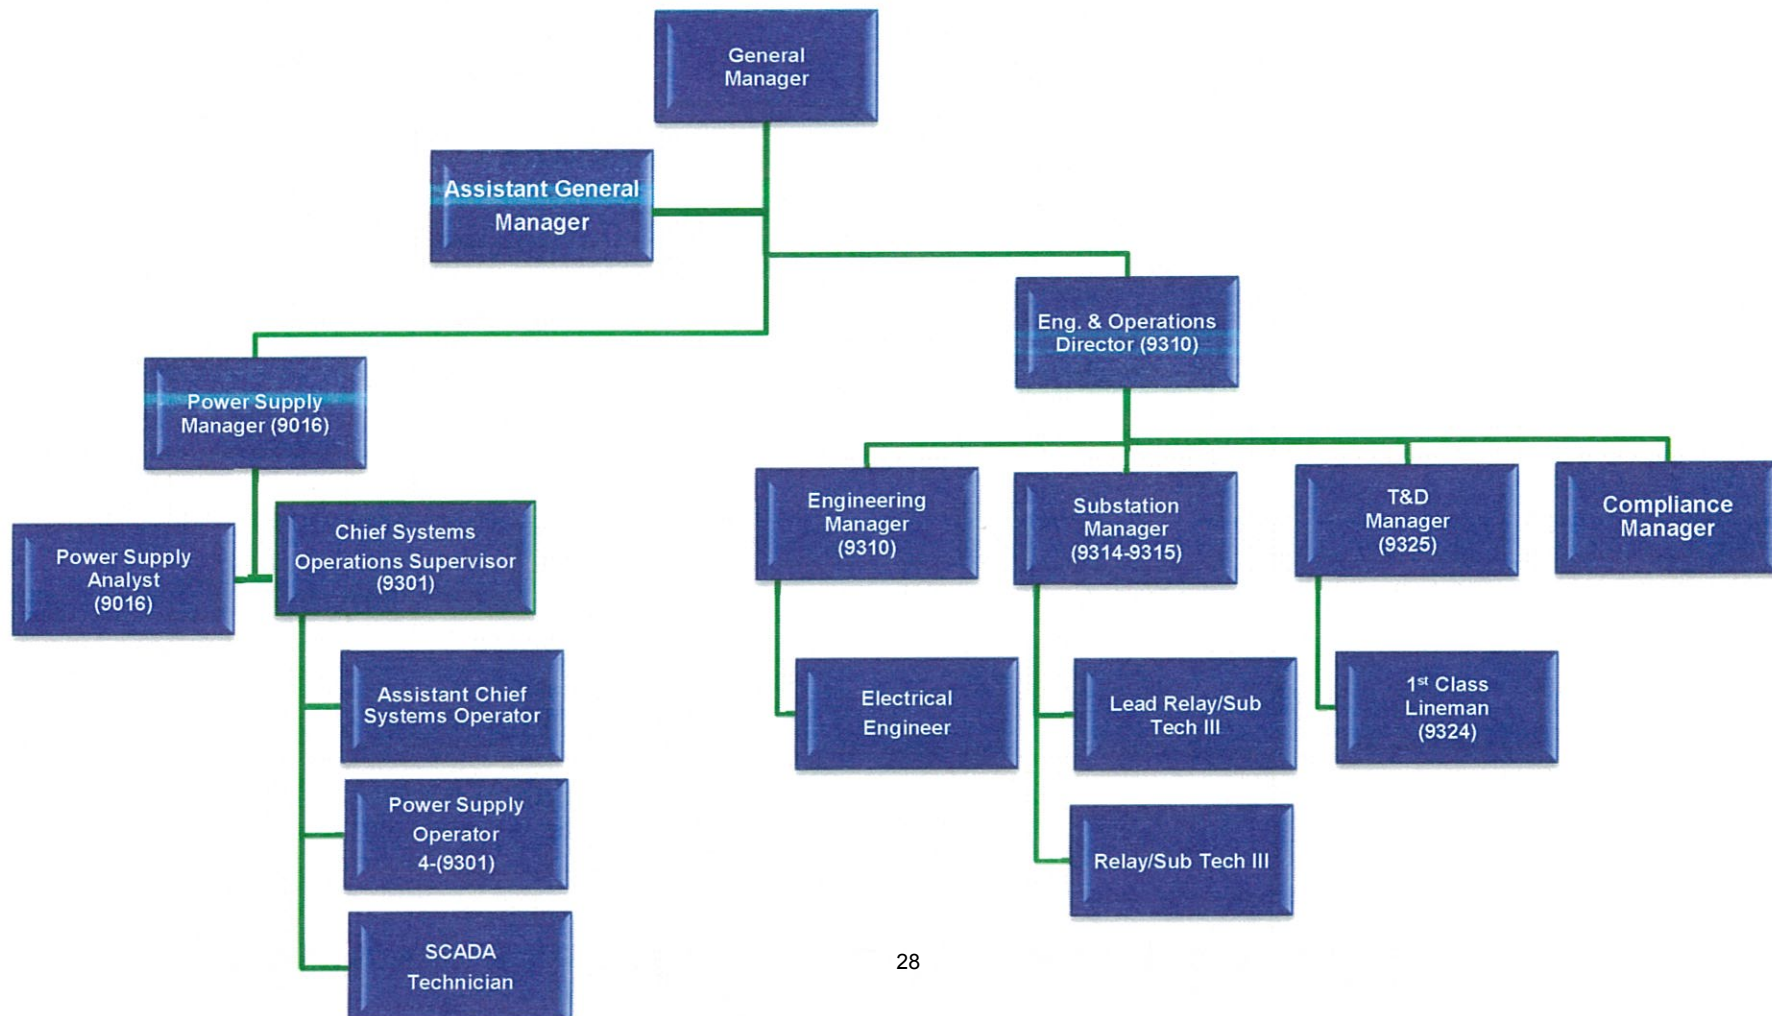 General
Manager
Assistant General
Manager
Eng. & Operations
Director (9310)
Power Supply
Manager (9016)
Engineering
Manager
(9310)
Substation
Manager
(9314-9315)
T&D
Manager
(9325)
Compliance
Manager
Power Supply
Analyst
(9016)
Chief Systems
Operations Supervisor
(9301)
Assistant Chief
Systems Operator
Power Supply
Operator
4-(9301)
SCADA
Technician
Electrical
Engineer
Lead Relay/Sub
Tech III
Relay/Sub Tech III
1st Class
Lineman
(9324)
28